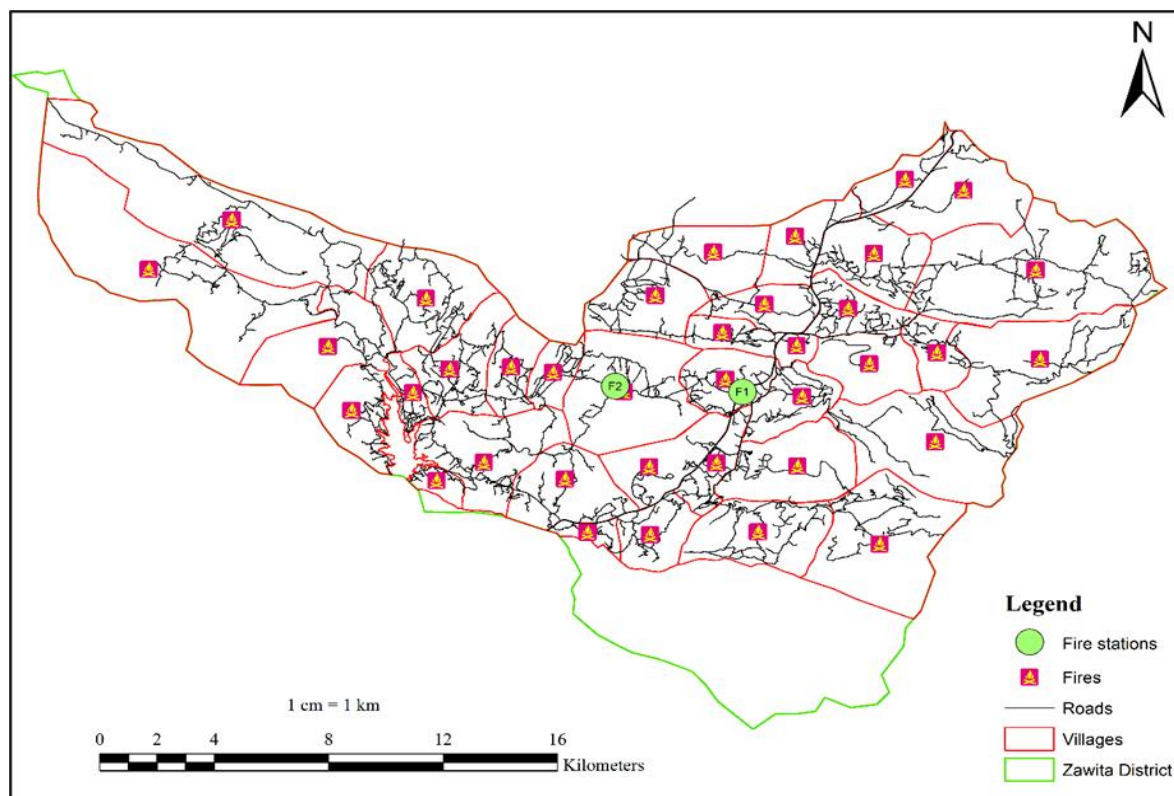 N
F2
F1
Legend
Fire stations
Fires
Roads
Villages
Zawita District
1 cm = 1 km
0 2 4 8 12 16
Kilometers